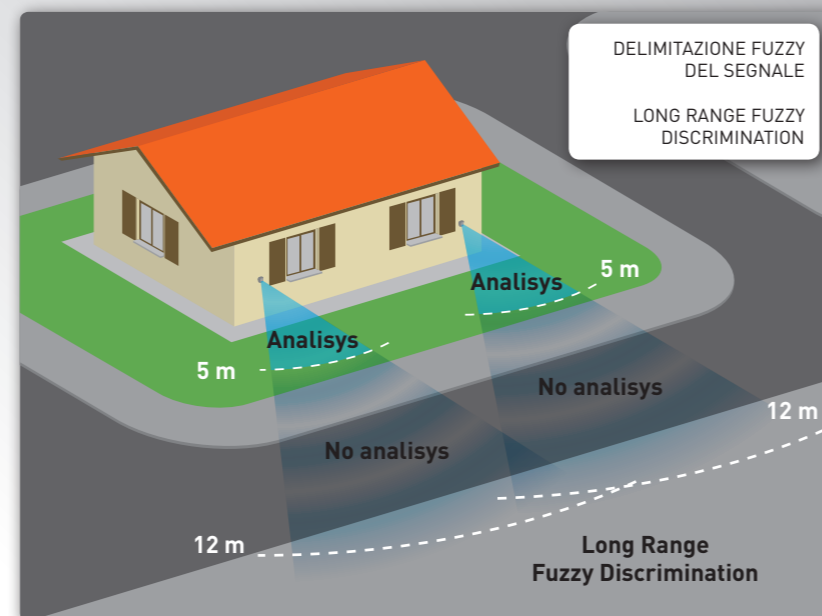 DELIMITAZIONE FUZZY
DEL SEGNALE
LONG RANGE FUZZY
DISCRIMINATION
5 m
Analisys
Analisys
5 m
No analisys
12 m
No analisys
12 m
Long Range
Fuzzy Discrimination